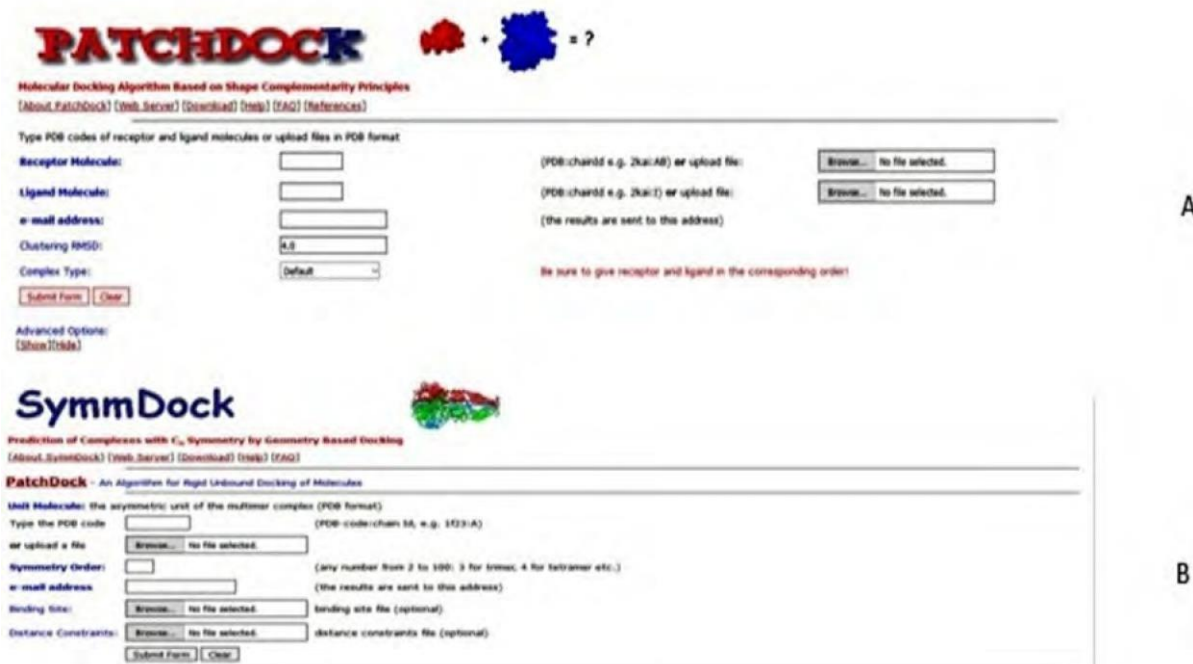 PATCHDOCK + = ?
Molecular Docking Algorithm Based on Shape Complementarity Principles
[About PatchDock] [Web Server] [Download] [Help] [FAQ] [References]
Type PDB codes of receptor and ligand molecules or upload files in PDB format
Receptor Molecule: (PDB:chainId e.g. 2kai:AB) or upload file: Browse... No file selected.
Ligand Molecule: (PDB:chainId e.g. 2kai:I) or upload file: Browse... No file selected.
e-mail address: (the results are sent to this address)
A
Clustering RMSD: 4.0
Complex Type: Default Be sure to give receptor and ligand in the corresponding order!
Submit Form Clear
Advanced Options:
[Show][Hide]
SymmDock
Prediction of Complexes with Cn Symmetry by Geometry Based Docking
[About SymmDock] [Web Server] [Download] [Help] [FAQ]
PatchDock - An Algorithm for Rigid Unbound Docking of Molecules
Unit Molecule: the asymmetric unit of the multimer complex (PDB format)
Type the PDB code (PDB code:chain Id, e.g. 1f23:A)
or upload a file Browse... No file selected.
Symmetry Order: (any number from 2 to 100: 3 for trimer, 4 for tetramer etc.)
e-mail address (the results are sent to this address)
B
Binding Site: Browse... No file selected. binding site file (optional)
Distance Constraints: Browse... No file selected. distance constraints file (optional)
Submit Form Clear